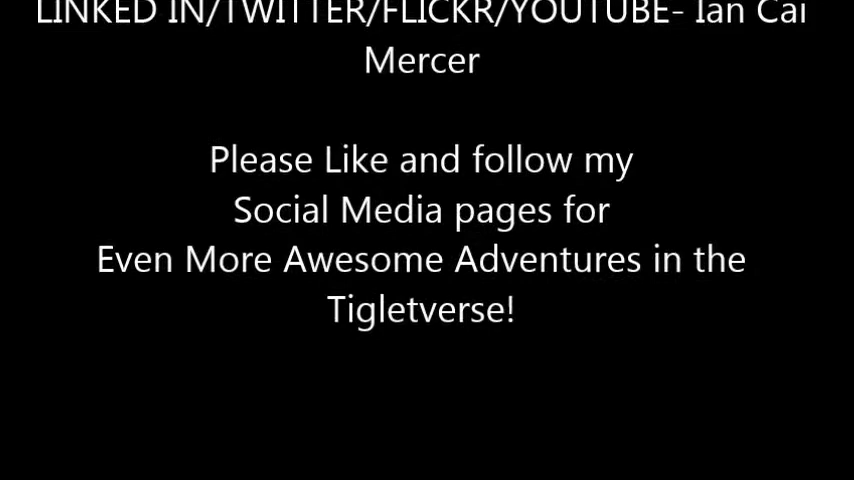 LINKED IN/TWITTER/FLICKR/YOUTUBE- Ian Cai
Mercer
Please Like and follow my
Social Media pages for
Even More Awesome Adventures in the
Tigletverse!